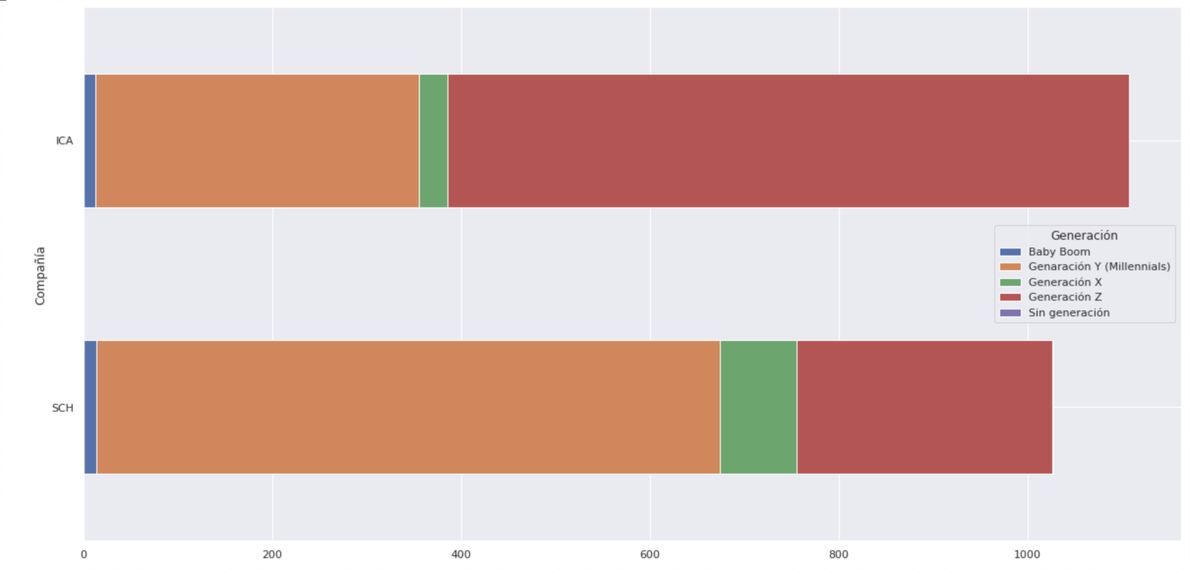 ICA
Compañía
Generación
Baby Boom
Genaración Y (Millennials)
Generación X
Generación Z
Sin generación
SCH
0 200 400 600 800 1000